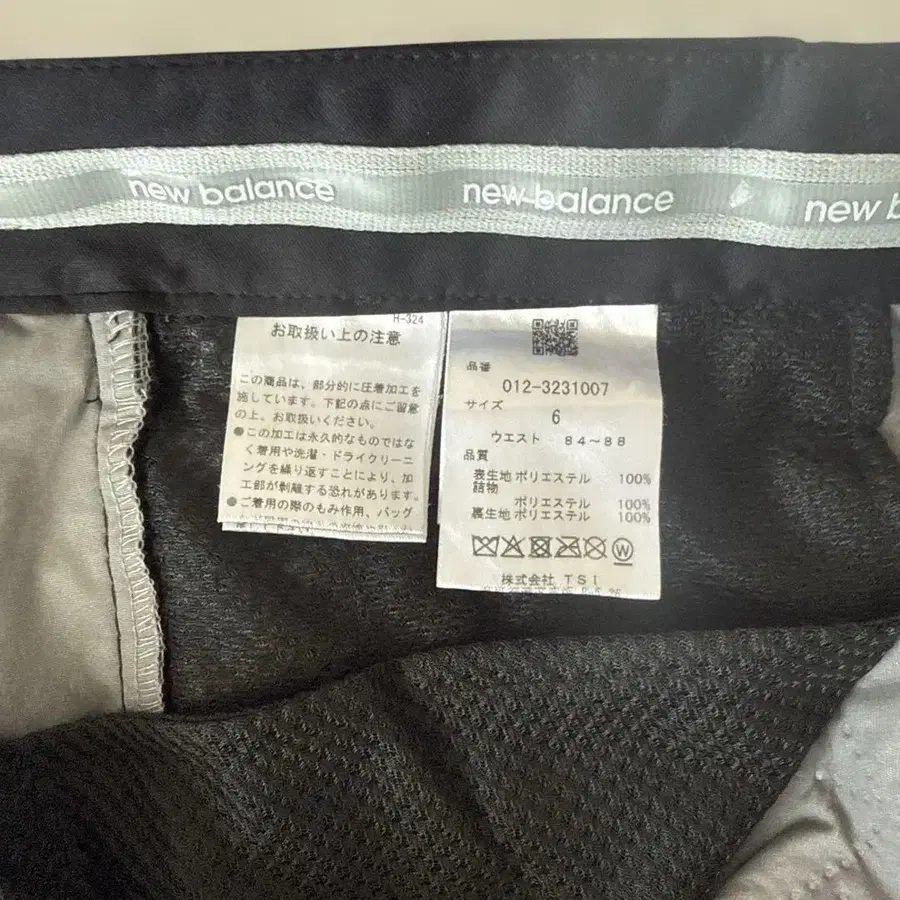 new balance
new balance
new b
H-324
お取扱い上の注意
この商品は、部分的に圧着加工を
施しています。下記の点にご留意
の上、お取扱いください。
●この加工は永久的なものではな
く着用や洗濯・ドライクリーニ
ングを繰り返すことにより、加
工部が剥離する恐れがあります。
●ご着用の際のもみ作用、バッグ
品番
012-3231007
サイズ
6
ウエスト 84~88
品質
表生地 ポリエステル 100%
詰物
ポリエステル 100%
裏生地 ポリエステル 100%
W
株式会社 TSI